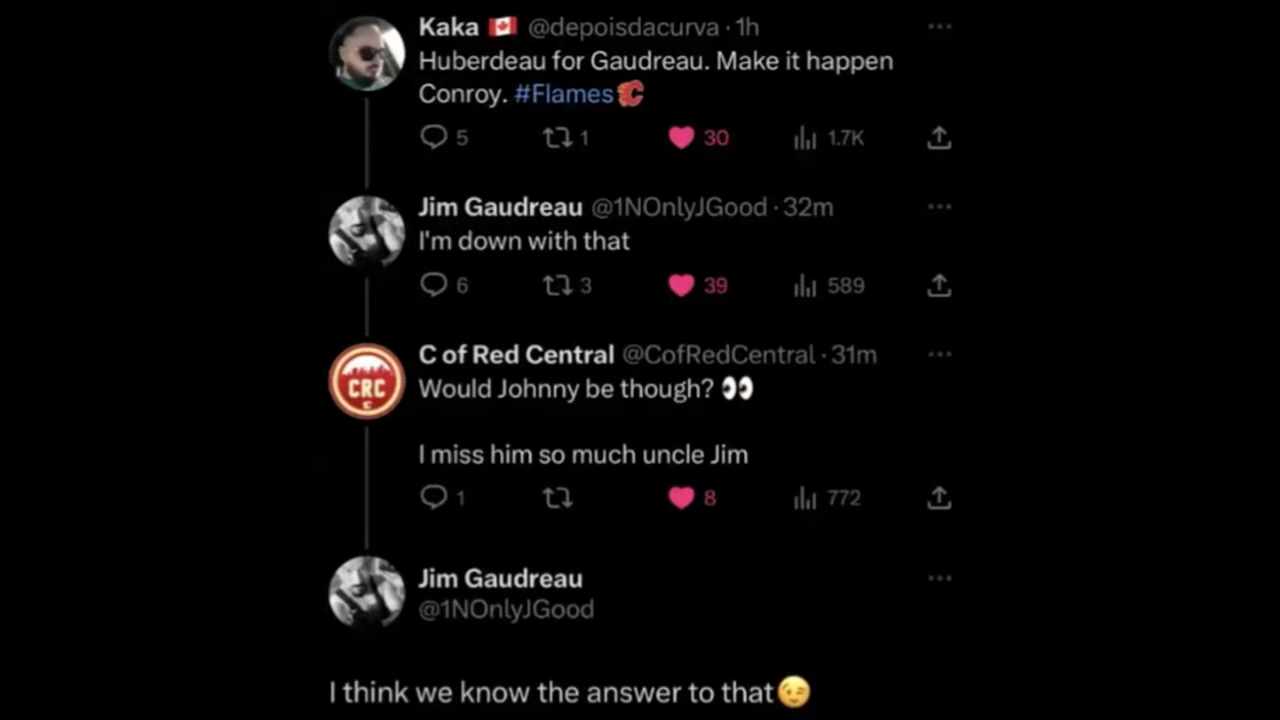 Kaka 🇨🇦 @depoisdacurva · 1h
Huberdeau for Gaudreau. Make it happen
Conroy. #Flames
5 1 30 1.7K
Jim Gaudreau @1NOnlyJGood · 32m
I'm down with that
6 3 39 589
C of Red Central @CofRedCentral · 31m
CRC
Would Johnny be though? 👀
I miss him so much uncle Jim
1 8 772
Jim Gaudreau
@1NOnlyJGood
I think we know the answer to that😉